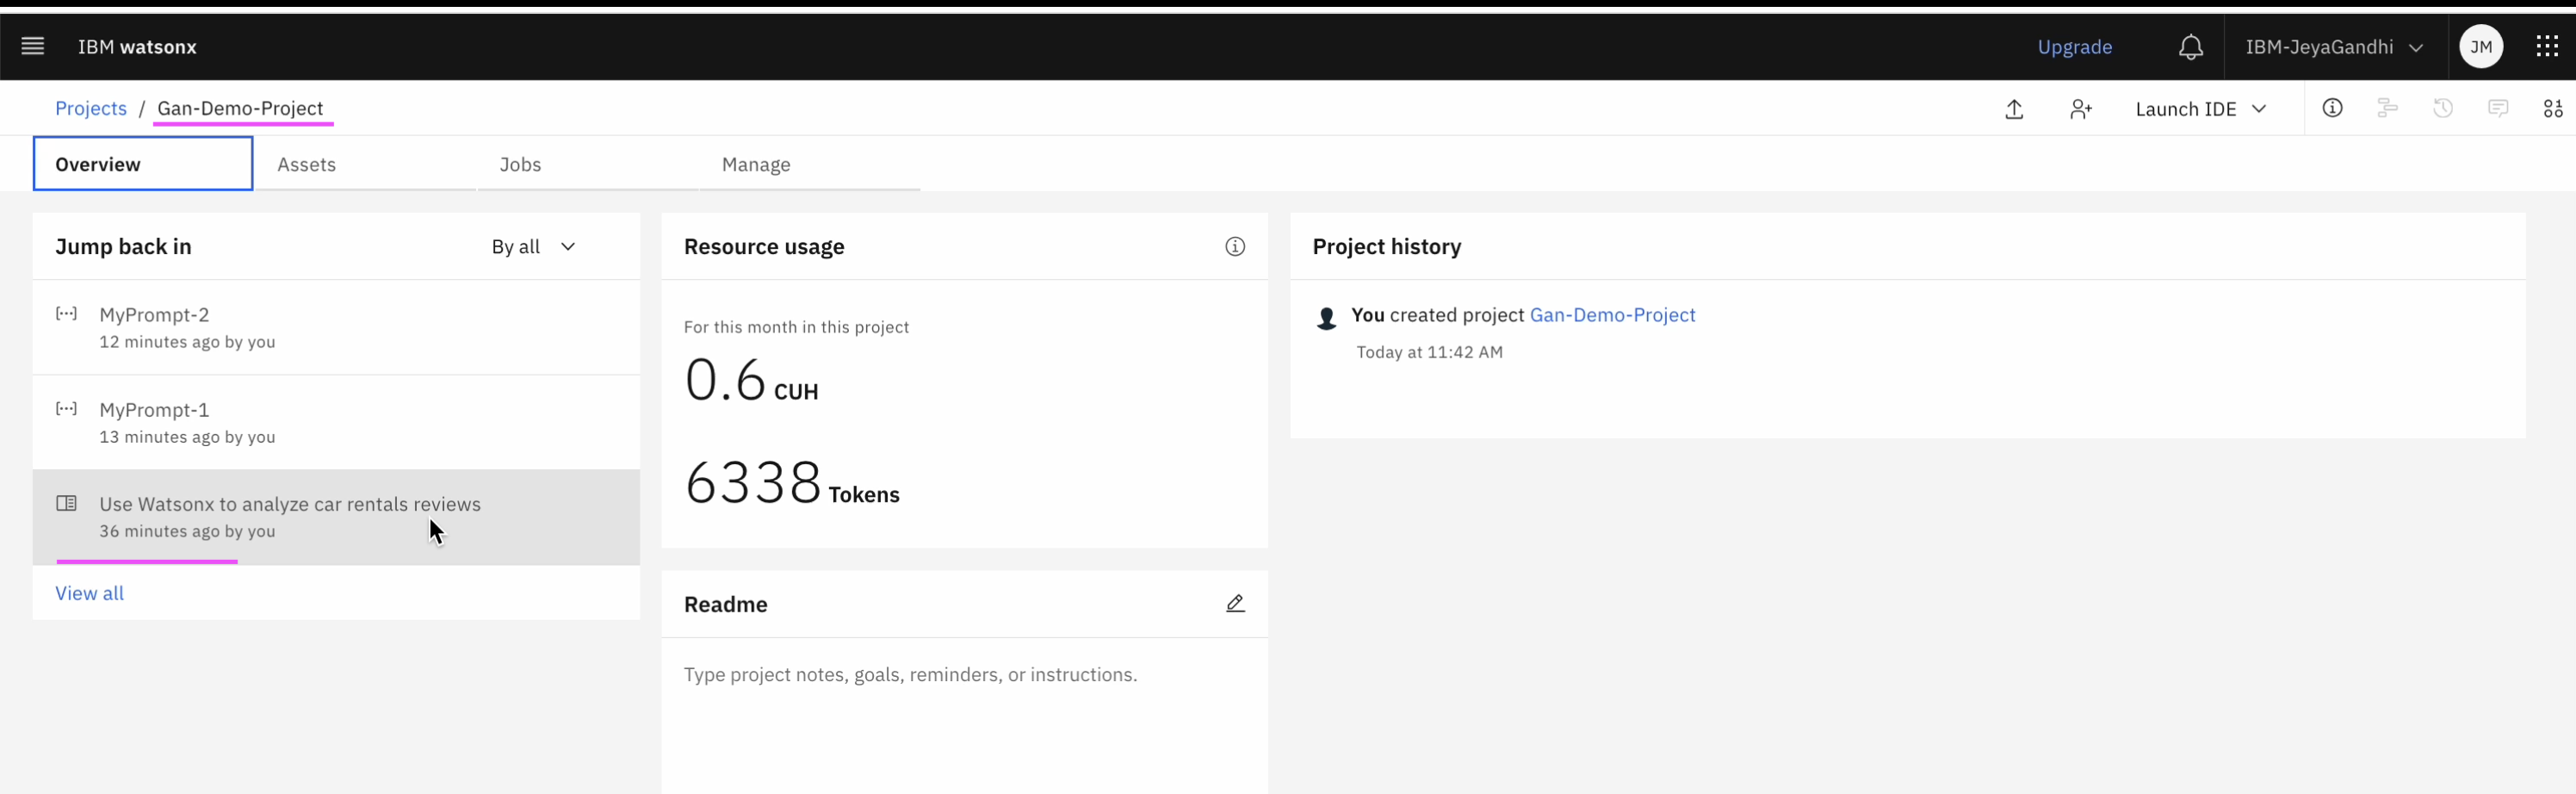 IBM watsonx
Upgrade
IBM-JeyaGandhi
JM
Projects / Gan-Demo-Project
Launch IDE
Overview
Assets
Jobs
Manage
Jump back in
By all
MyPrompt-2
12 minutes ago by you
MyPrompt-1
13 minutes ago by you
Use Watsonx to analyze car rentals reviews
36 minutes ago by you
View all
Resource usage
For this month in this project
0.6 CUH
6338 Tokens
Readme
Type project notes, goals, reminders, or instructions.
Project history
You created project Gan-Demo-Project
Today at 11:42 AM